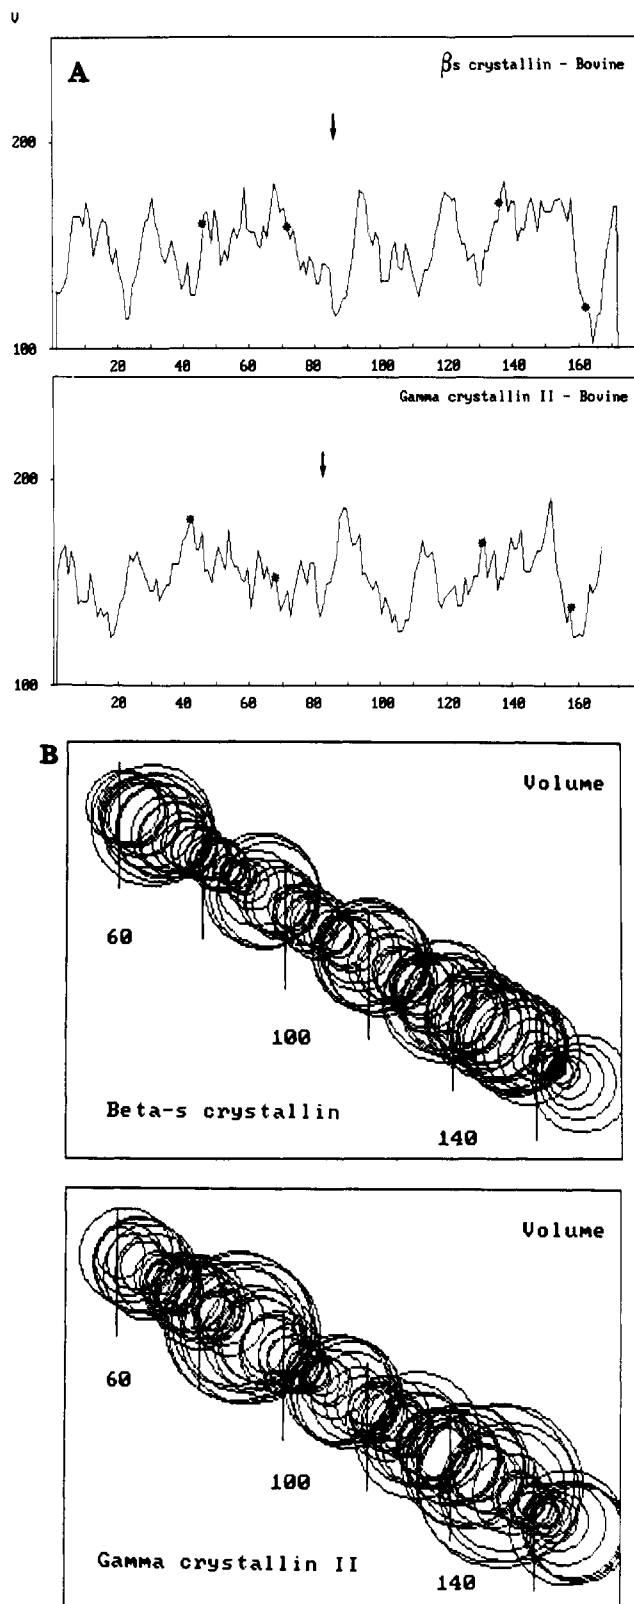 V
A
βs crystallin - Bovine
200
100
20 40 60 80 100 120 140 160
Gamma crystallin II - Bovine
200
100
20 40 60 80 100 120 140 160
B
Volume
60
100
140
Beta-s crystallin
Volume
60
100
140
Gamma crystallin II